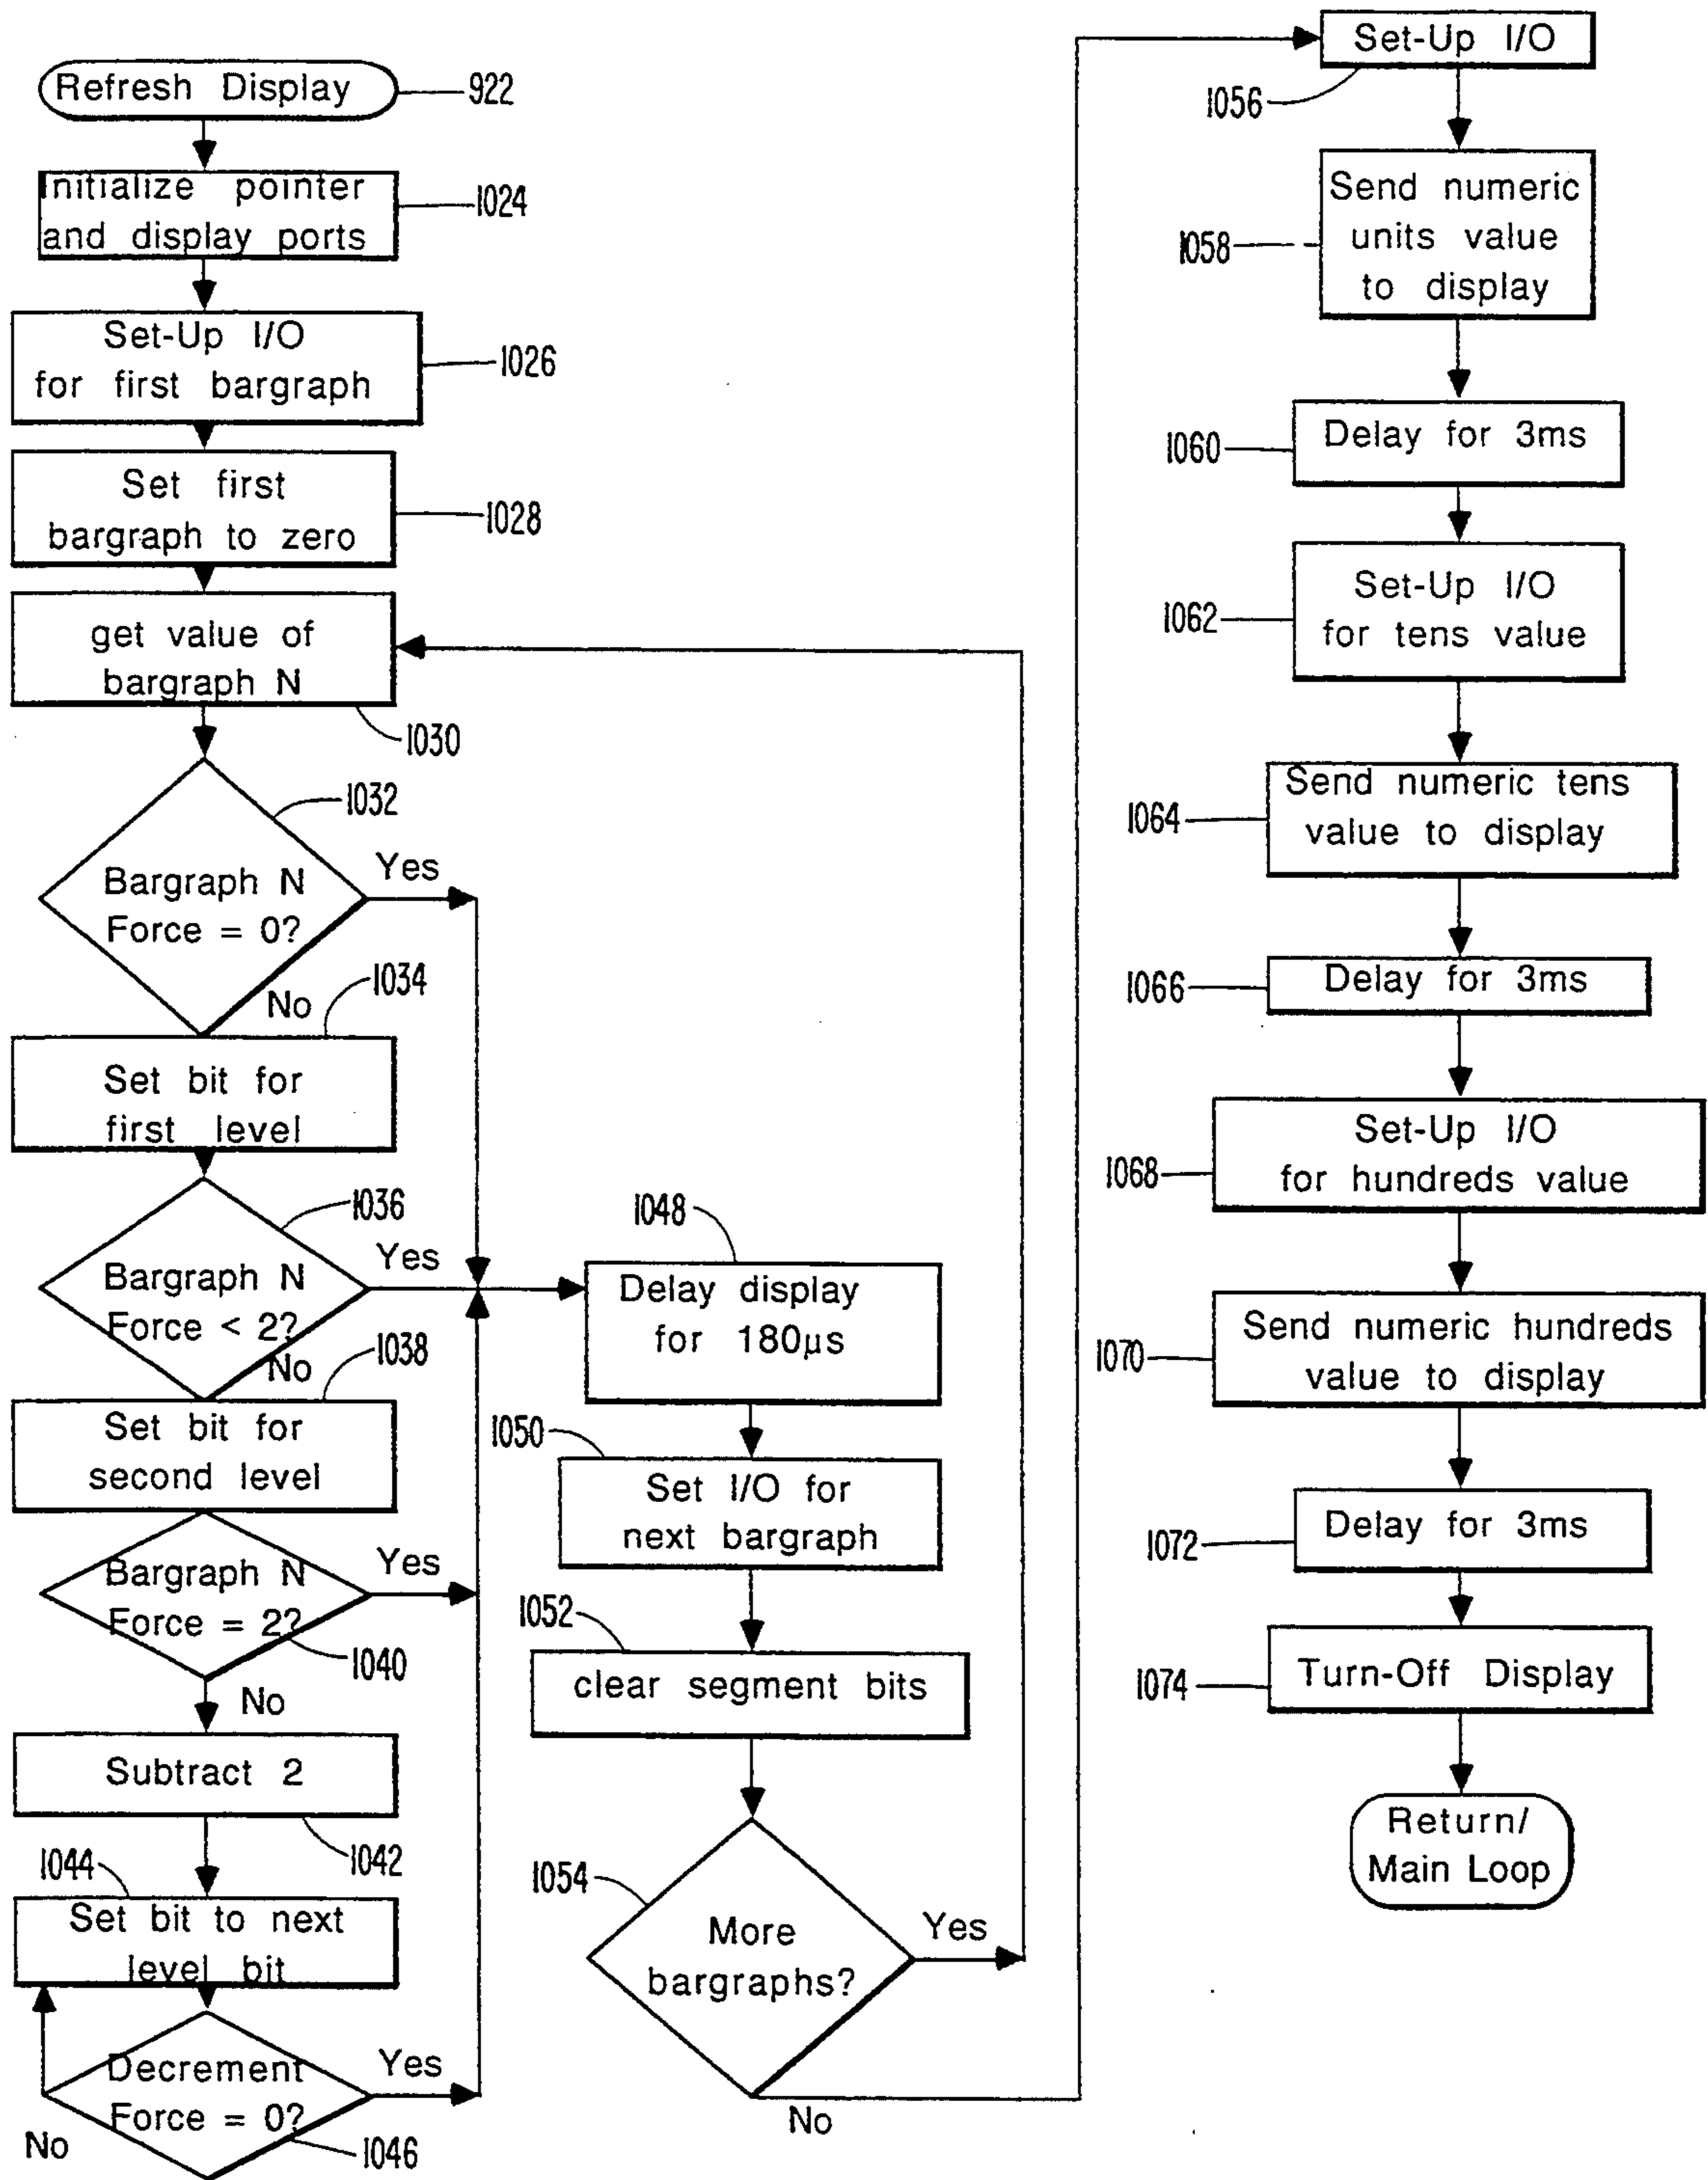 Refresh Display
922
Initialize pointer
and display ports
1024
Set-Up I/O
for first bargraph
1026
Set first
bargraph to zero
1028
get value of
bargraph N
1030
1032
Bargraph N
Force = 0?
Yes
No
1034
Set bit for
first level
1036
Bargraph N
Force < 2?
Yes
No
1038
Set bit for
second level
Bargraph N
Force = 2?
Yes
1040
No
Subtract 2
1042
1044
Set bit to next
level bit
Decrement
Force = 0?
Yes
No
1046
1048
Delay display
for 180µs
1050
Set I/O for
next bargraph
1052
clear segment bits
1054
More
bargraphs?
Yes
No
Set-Up I/O
1056
Send numeric
units value
to display
1058
Delay for 3ms
1060
Set-Up I/O
for tens value
1062
Send numeric tens
value to display
1064
Delay for 3ms
1066
Set-Up I/O
for hundreds value
1068
Send numeric hundreds
value to display
1070
Delay for 3ms
1072
Turn-Off Display
1074
Return/
Main Loop